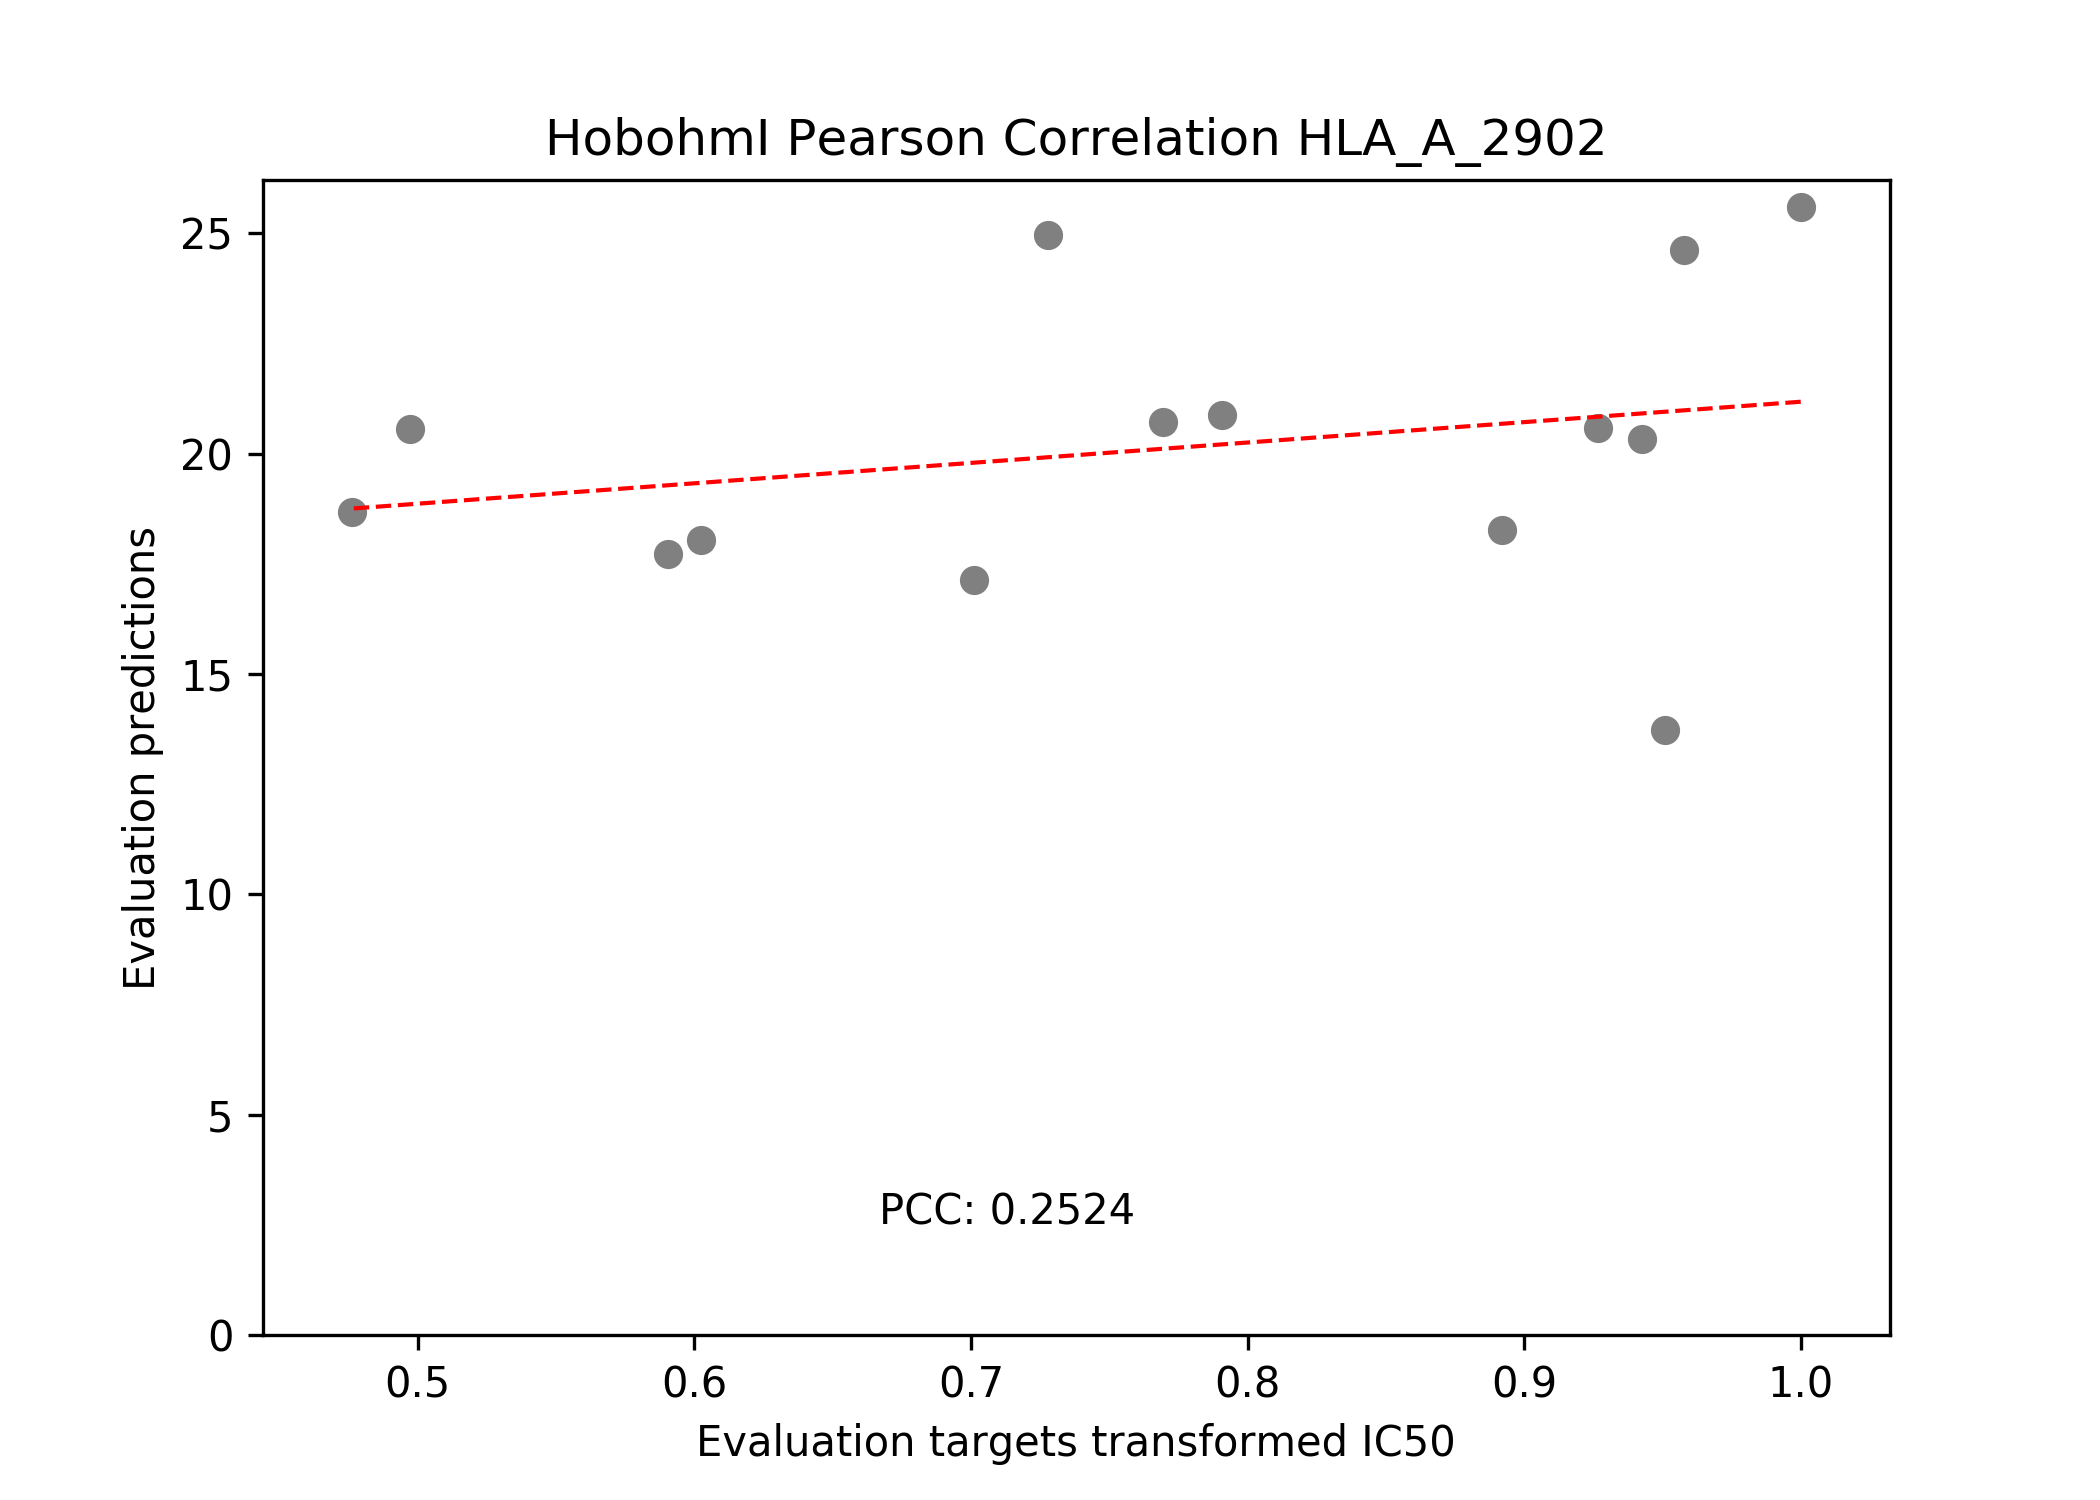 HobohmI Pearson Correlation HLA_A_2902
25
20
15
10
5
0
Evaluation predictions
PCC: 0.2524
0.5 0.6 0.7 0.8 0.9 1.0
Evaluation targets transformed IC50